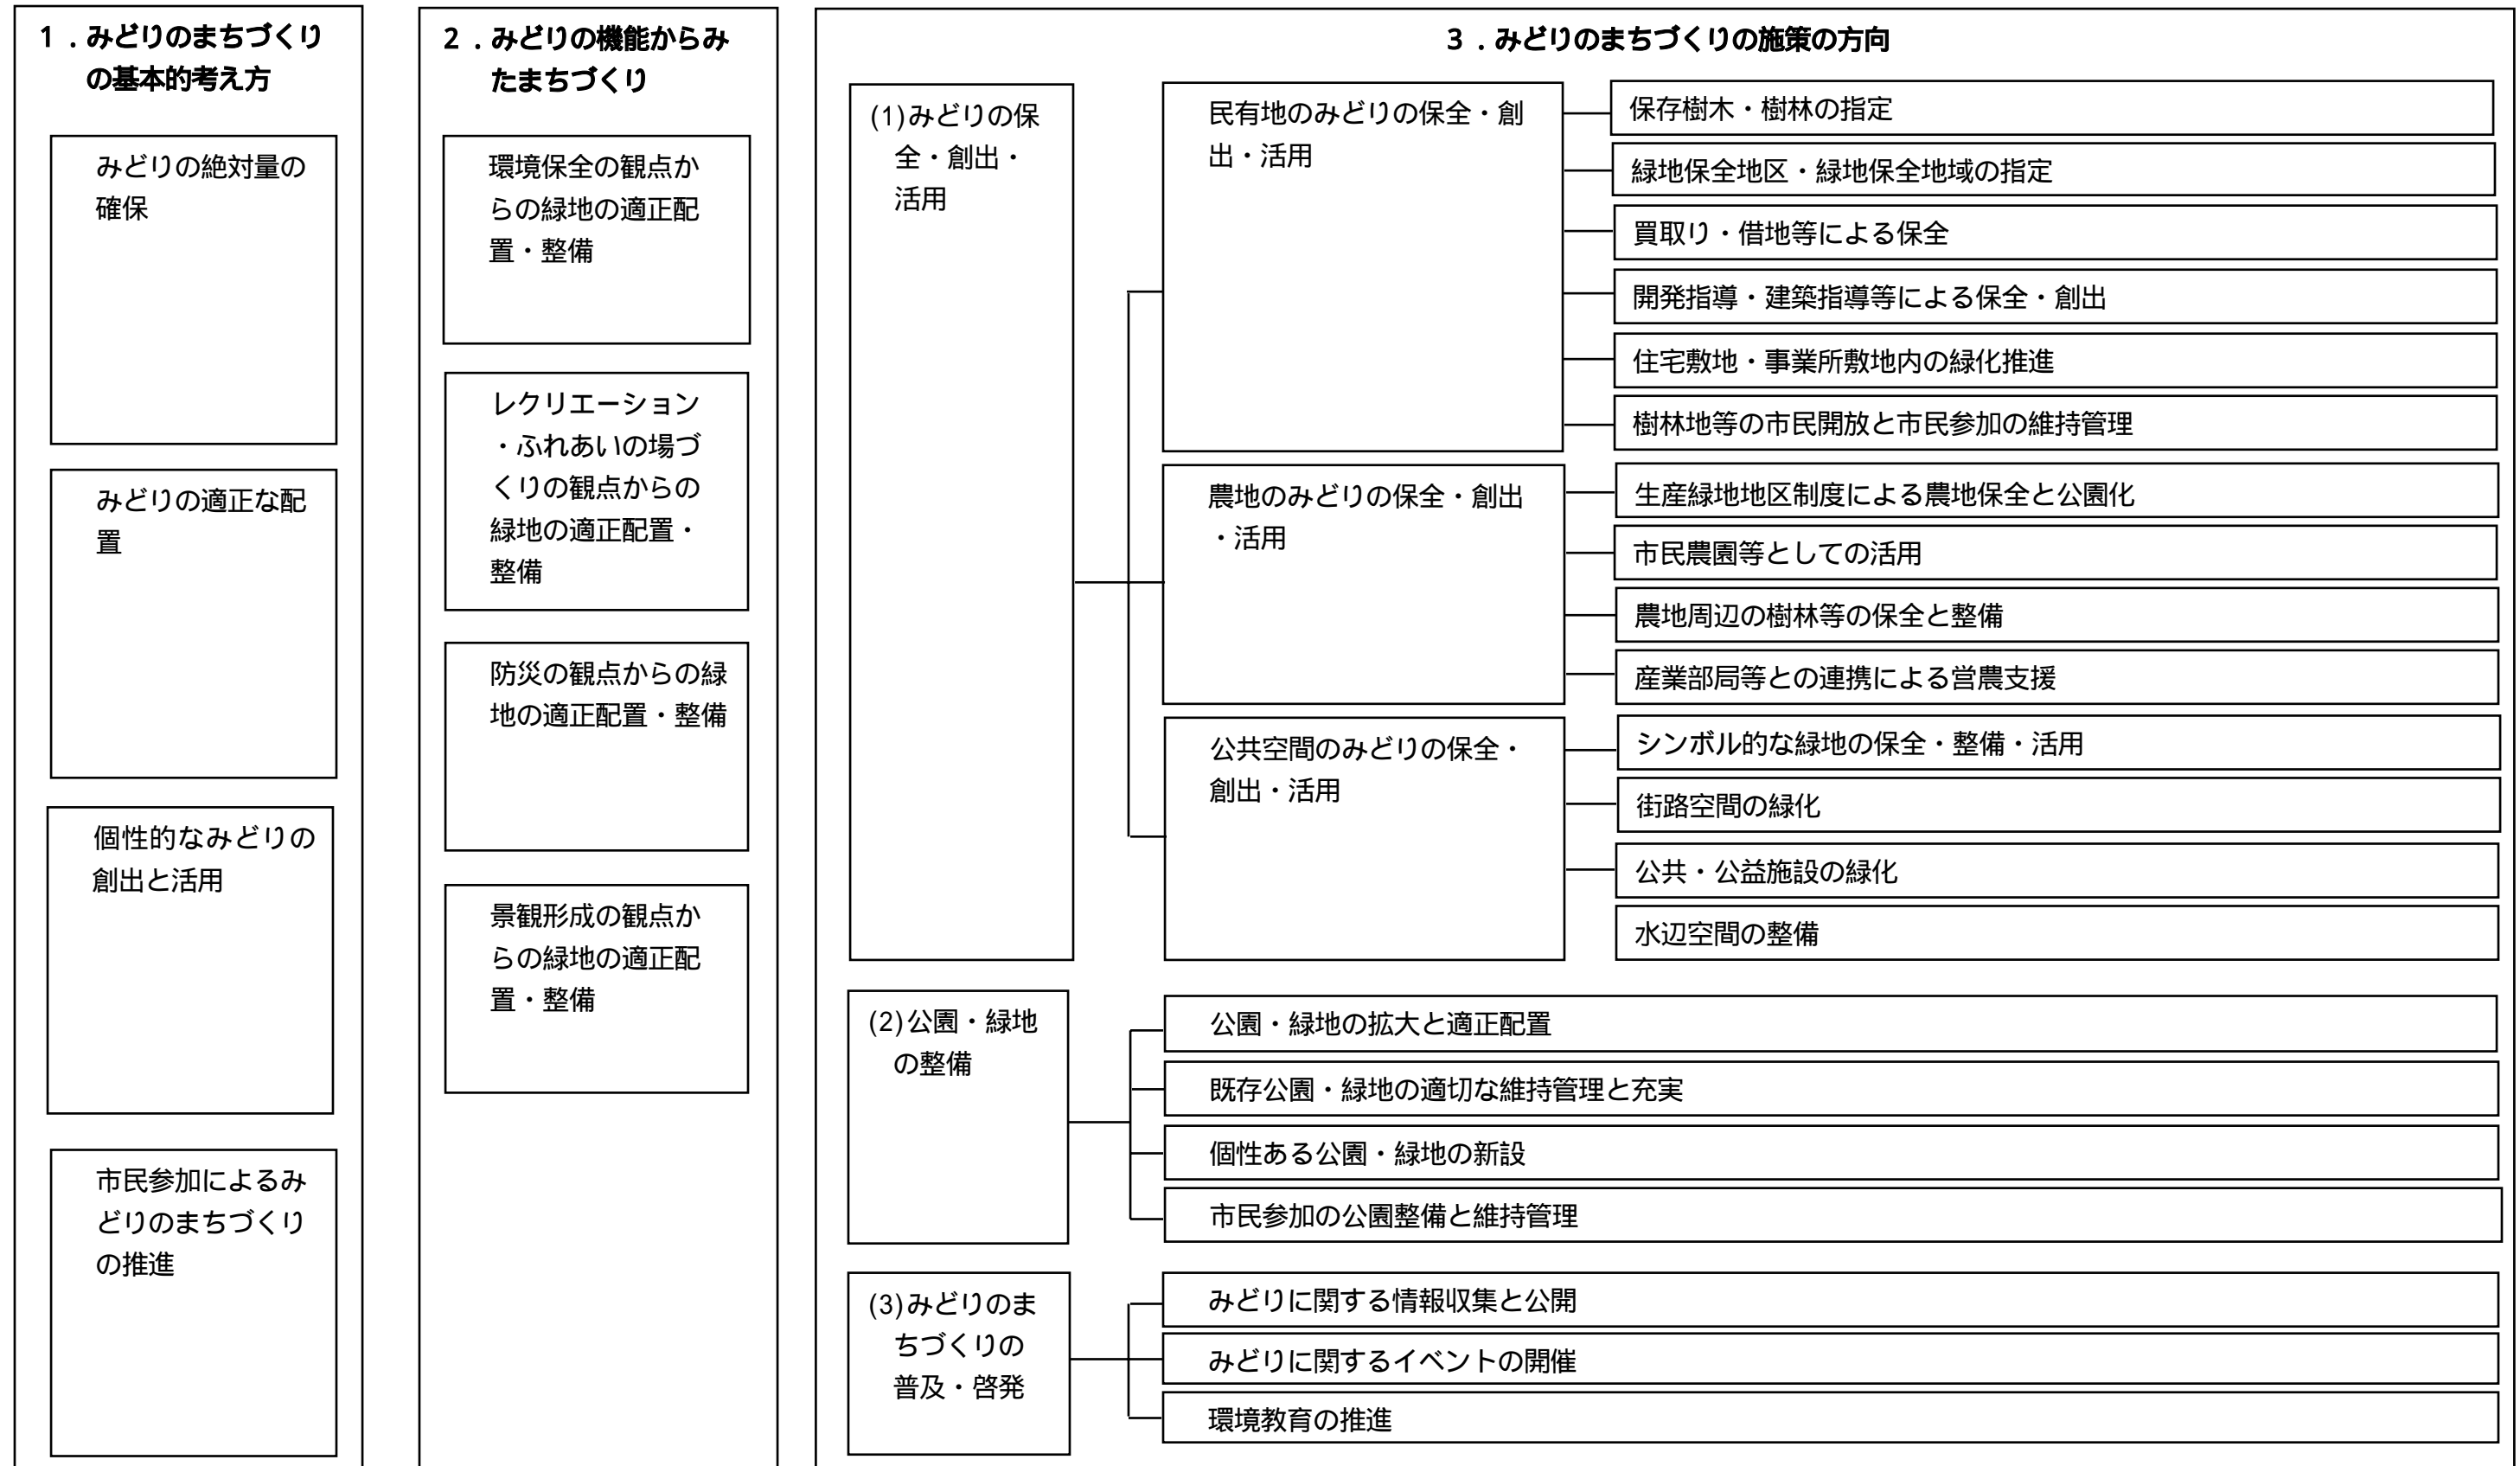 1．みどりのまちづくり
の基本的考え方
みどりの絶対量の
確保
みどりの適正な配
置
個性的なみどりの
創出と活用
市民参加によるみ
どりのまちづくり
の推進
2．みどりの機能からみ
たまちづくり
環境保全の観点か
らの緑地の適正配
置・整備
レクリエーション
・ふれあいの場づ
くりの観点からの
緑地の適正配置・
整備
防災の観点からの緑
地の適正配置・整備
景観形成の観点か
らの緑地の適正配
置・整備
3．みどりのまちづくりの施策の方向
(1)みどりの保
全・創出・
活用
民有地のみどりの保全・創
出・活用
保存樹木・樹林の指定
緑地保全地区・緑地保全地域の指定
買取り・借地等による保全
開発指導・建築指導等による保全・創出
住宅敷地・事業所敷地内の緑化推進
樹林地等の市民開放と市民参加の維持管理
農地のみどりの保全・創出
・活用
生産緑地地区制度による農地保全と公園化
市民農園等としての活用
農地周辺の樹林等の保全と整備
産業部局等との連携による営農支援
公共空間のみどりの保全・
創出・活用
シンボル的な緑地の保全・整備・活用
街路空間の緑化
公共・公益施設の緑化
水辺空間の整備
(2)公園・緑地
の整備
公園・緑地の拡大と適正配置
既存公園・緑地の適切な維持管理と充実
個性ある公園・緑地の新設
市民参加の公園整備と維持管理
(3)みどりのま
ちづくりの
普及・啓発
みどりに関する情報収集と公開
みどりに関するイベントの開催
環境教育の推進